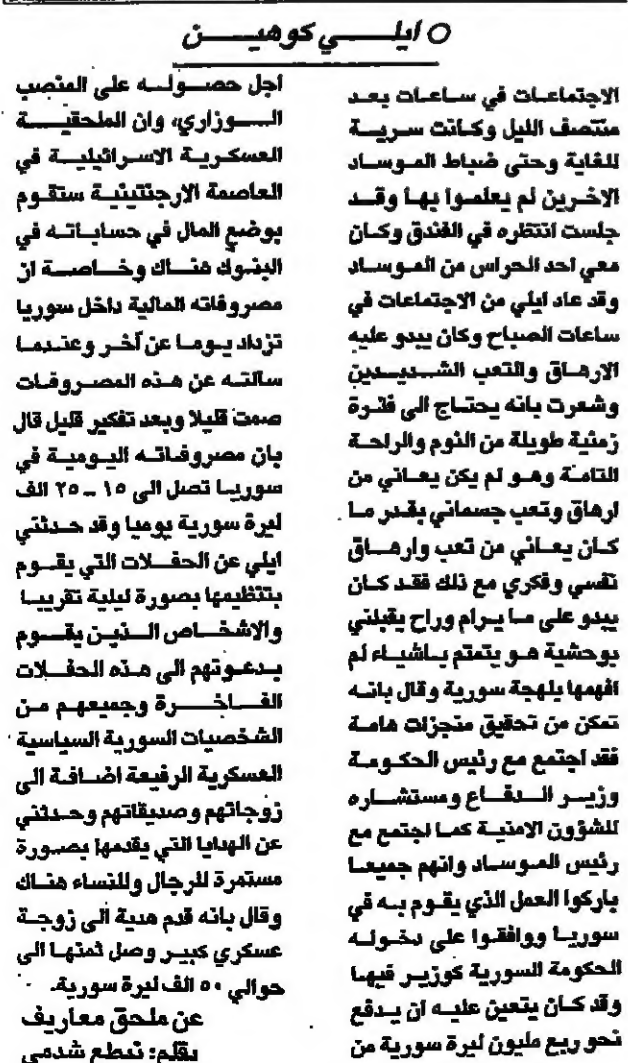 ايلي كوهين
الاجتماعات في ساعات بعد
منتصف الليل وكانت سرية
للغاية وحتى ضباط الموساد
الاخرين لم يعلموا بها وقد
جلست انتظره في الفندق وكان
معي احد الحراس من الموساد
وقد عاد ايلي من الاجتماعات في
ساعات الصباح وكان يبدو عليه
الارهاق والتعب الشديدين
وشعرت بانه يحتاج الى فترة
زمنية طويلة من النوم والراحة
التامة وهو لم يكن يعاني من
ارهاق وتعب جسماني بقدر ما
كان يعاني من تعب وارهاق
نفسي وفكري مع ذلك فقد كان
يبدو على ما يرام وراح يقبلني
بوحشية هو يتمتم باشياء لم
افهمها بلهجة سورية وقال بانه
تمكن من تحقيق منجزات هامة
فقد اجتمع مع رئيس الحكومة
وزير الدفاع ومستشاره
للشؤون الامنية كما اجتمع مع
رئيس الموساد وانهم جميعا
باركوا العمل الذي يقوم به في
سوريا ووافقوا على دخوله
الحكومة السورية كوزير فيها
وقد كان يتعين عليه ان يدفع
نحو ربع مليون ليرة سورية من
اجل حصوله على المنصب
الوزاري، وان الملحقية
العسكرية الاسرائيلية في
العاصمة الارجنتينية ستقوم
بوضع المال في حساباته في
البنوك هناك وخاصة ان
مصروفاته المالية داخل سوريا
تزداد يوما عن آخر وعندما
سألته عن هذه المصروفات
صمت قليلا وبعد تفكير قليل قال
بان مصروفاته اليومية في
سوريا تصل الى ١٥ - ٢٥ الف
ليرة سورية يوميا وقد حدثني
ايلي عن الحفلات التي يقوم
بتنظيمها بصورة ليلية تقريبا
والاشخاص الذين يقوم
بدعوتهم الى هذه الحفلات
الفاخرة وجميعهم من
الشخصيات السورية السياسية
العسكرية الرفيعة اضافة الى
زوجاتهم وصديقاتهم وحدثني
عن الهدايا التي يقدمها بصورة
مستمرة للرجال وللنساء هناك
وقال بانه قدم هدية الى زوجة
عسكري كبير وصل ثمنها الى
حوالي ٥٠ الف ليرة سورية.
عن ملحق معاريف
بقلم: شدمي